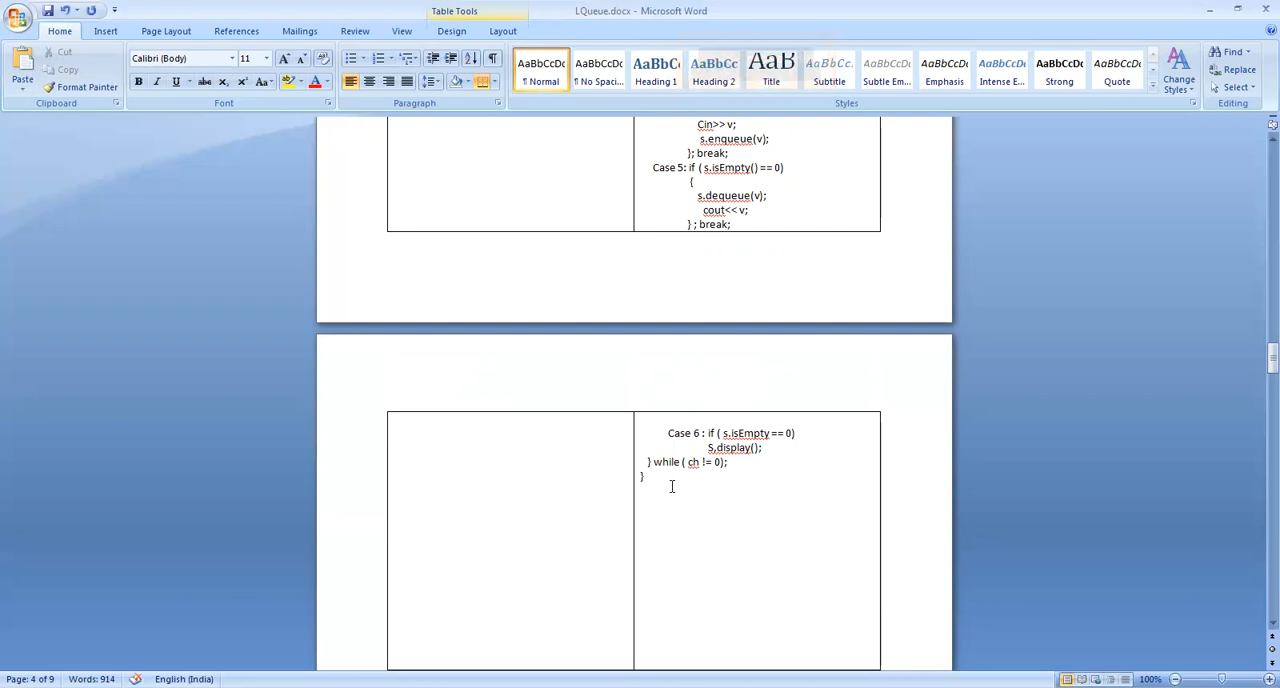 Table Tools
LQueue.docx - Microsoft Word
Home Insert Page Layout References Mailings Review View Design Layout
Paste
Cut
Copy
Format Painter
Clipboard
Calibri (Body) 11
Font
Paragraph
AaBbCcDc AaBbCcDc AaBbC( AaBbCc AaB AaBbCc. AaBbCcDc AaBbCcDc AaBbCcDc AaBbCcDc AaBbCcDc
¶ Normal ¶ No Spaci... Heading 1 Heading 2 Title Subtitle Subtle Em... Emphasis Intense E... Strong Quote
Change Styles
Styles
Find
Replace
Select
Editing
Cin>> v;
s.enqueue(v);
}; break;
Case 5: if ( s.isEmpty() == 0)
{
s.dequeue(v);
cout<< v;
} ; break;
Case 6 : if ( s.isEmpty == 0)
S,display();
} while ( ch != 0);
}
Page: 4 of 9 Words: 914 English (India) 100%